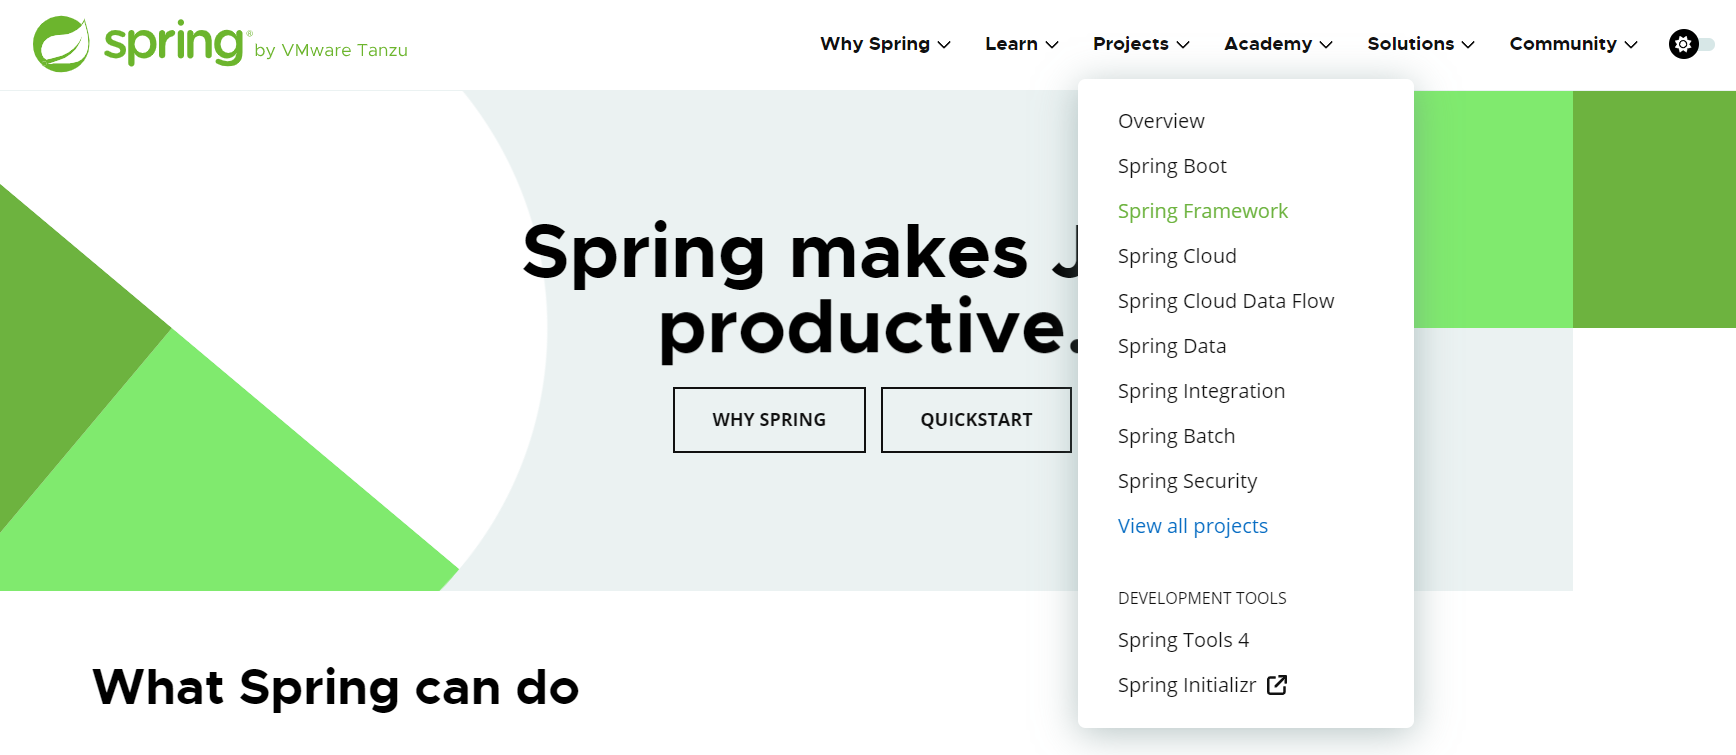 spring® by VMware Tanzu
Why Spring Learn Projects Academy Solutions Community
Overview
Spring Boot
Spring Framework
Spring Cloud
Spring Cloud Data Flow
Spring Data
Spring Integration
Spring Batch
Spring Security
View all projects
DEVELOPMENT TOOLS
Spring Tools 4
Spring Initializr
Spring makes
productive.
WHY SPRING QUICKSTART
What Spring can do